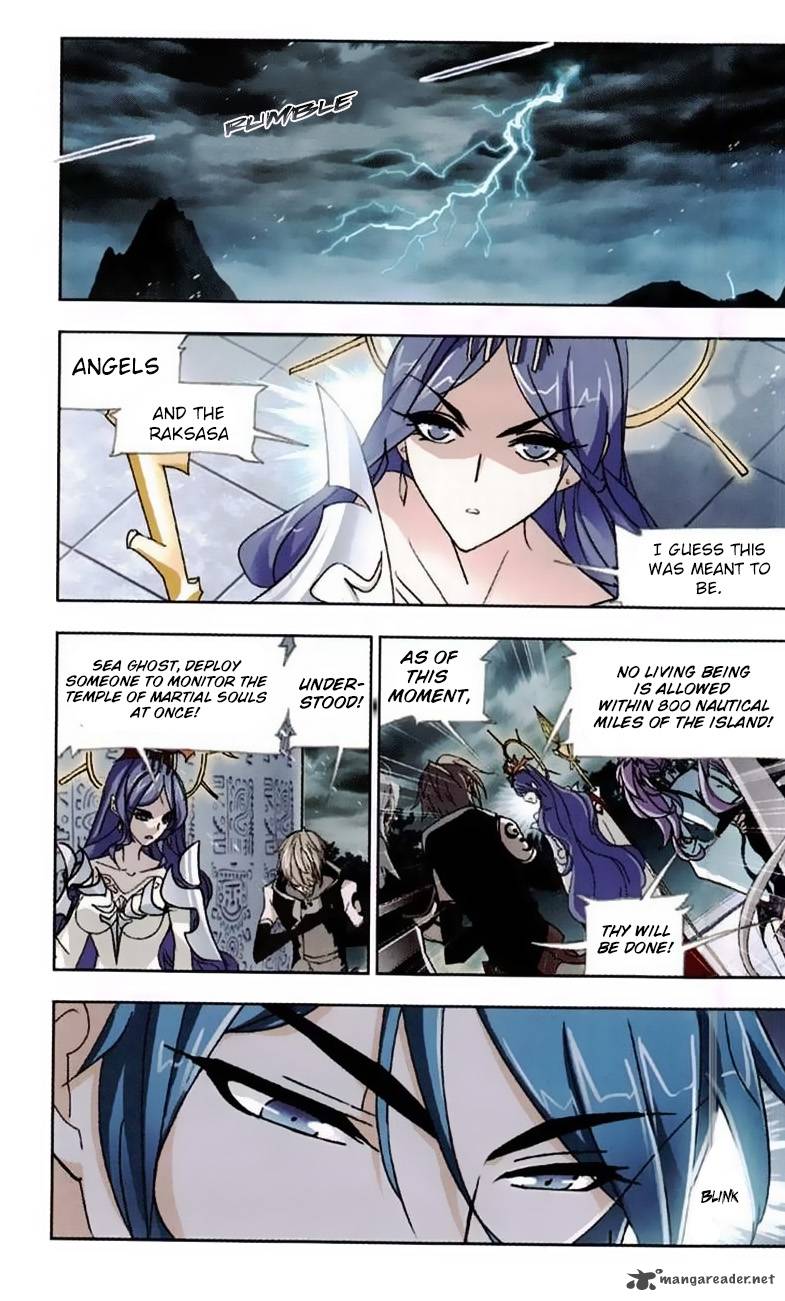 RUMBLE
ANGELS
AND THE
RAKSASA
I GUESS THIS
WAS MEANT TO
BE.
SEA GHOST, DEPLOY
SOMEONE TO MONITOR THE
TEMPLE OF MARTIAL SOULS
AT ONCE!
UNDER-
STOOD!
AS OF
THIS
MOMENT,
NO LIVING BEING
IS ALLOWED
WITHIN 800 NAUTICAL
MILES OF THE ISLAND!
THY WILL
BE DONE!
BLINK
mangareader.net